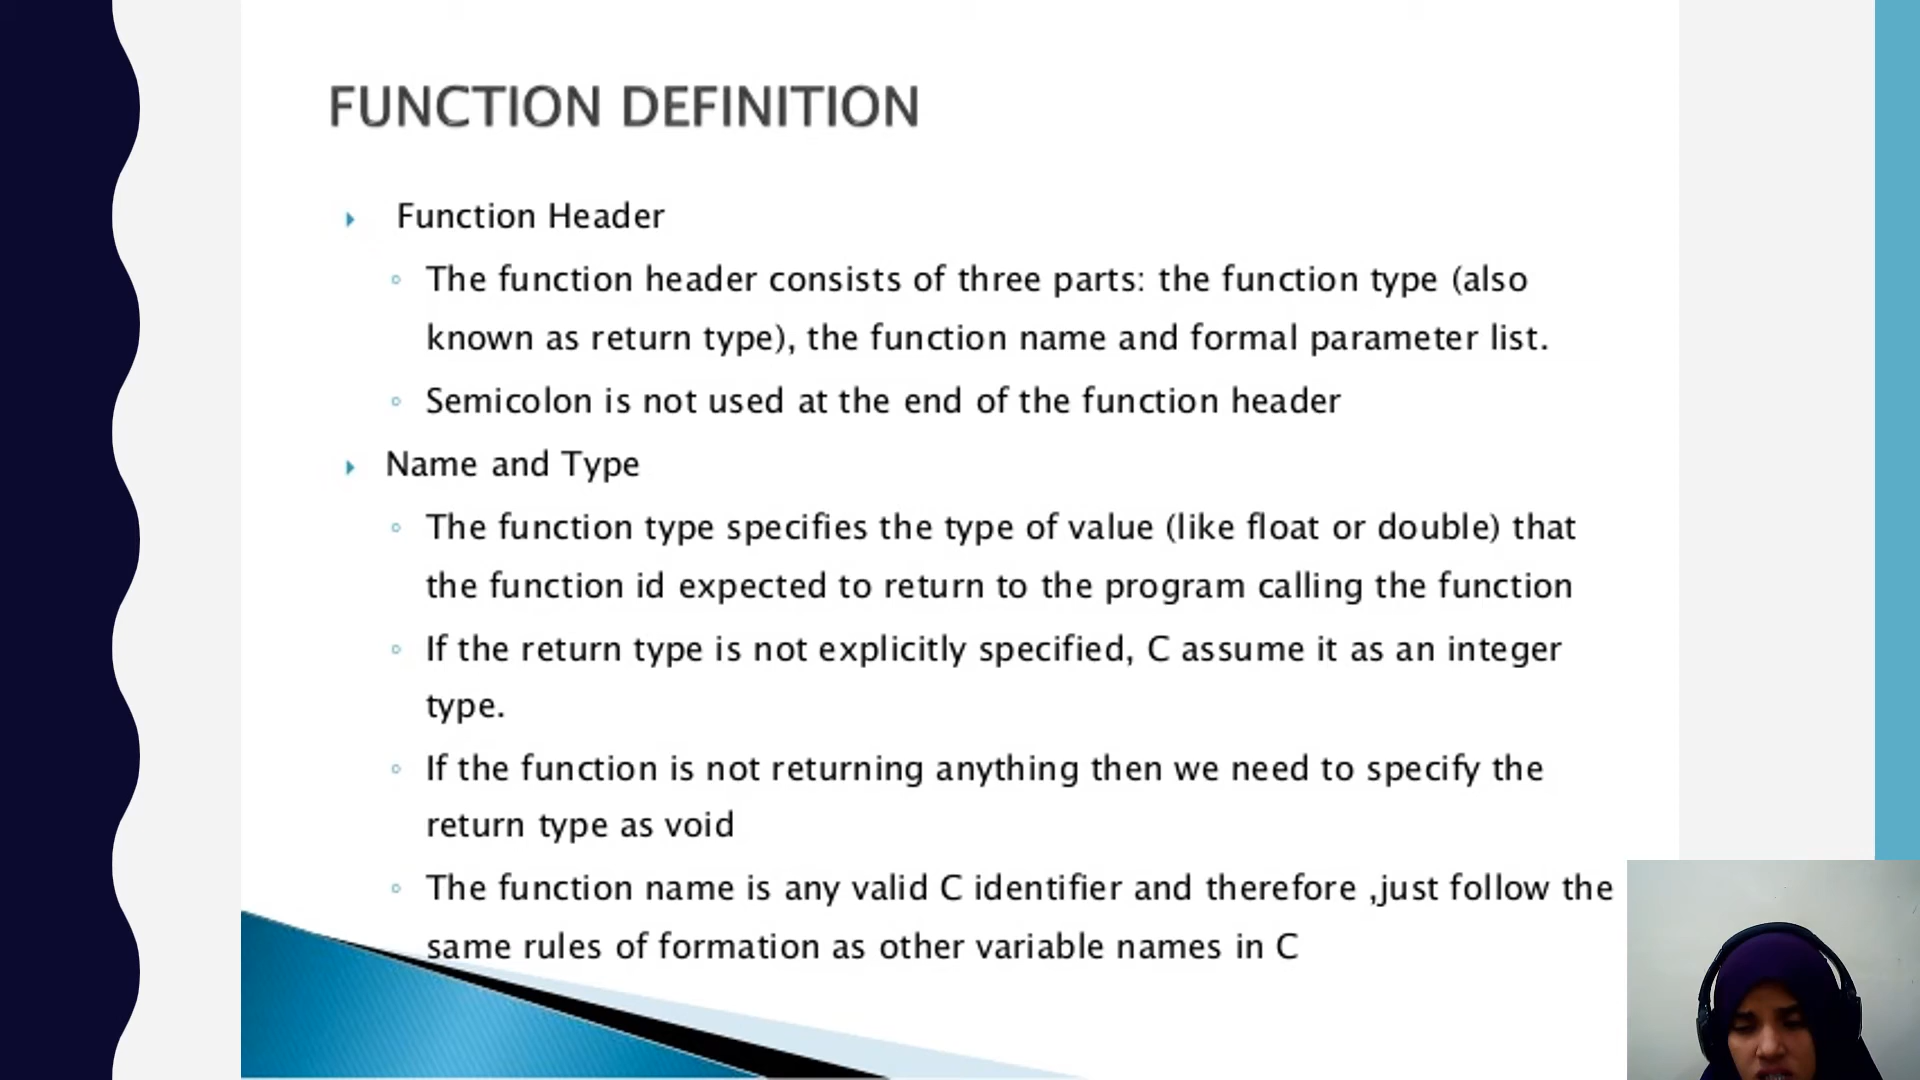 FUNCTION DEFINITION
Function Header
The function header consists of three parts: the function type (also
known as return type), the function name and formal parameter list.
Semicolon is not used at the end of the function header
Name and Type
The function type specifies the type of value (like float or double) that
the function id expected to return to the program calling the function
If the return type is not explicitly specified, C assume it as an integer
type.
If the function is not returning anything then we need to specify the
return type as void
The function name is any valid C identifier and therefore ,just follow the
same rules of formation as other variable names in C